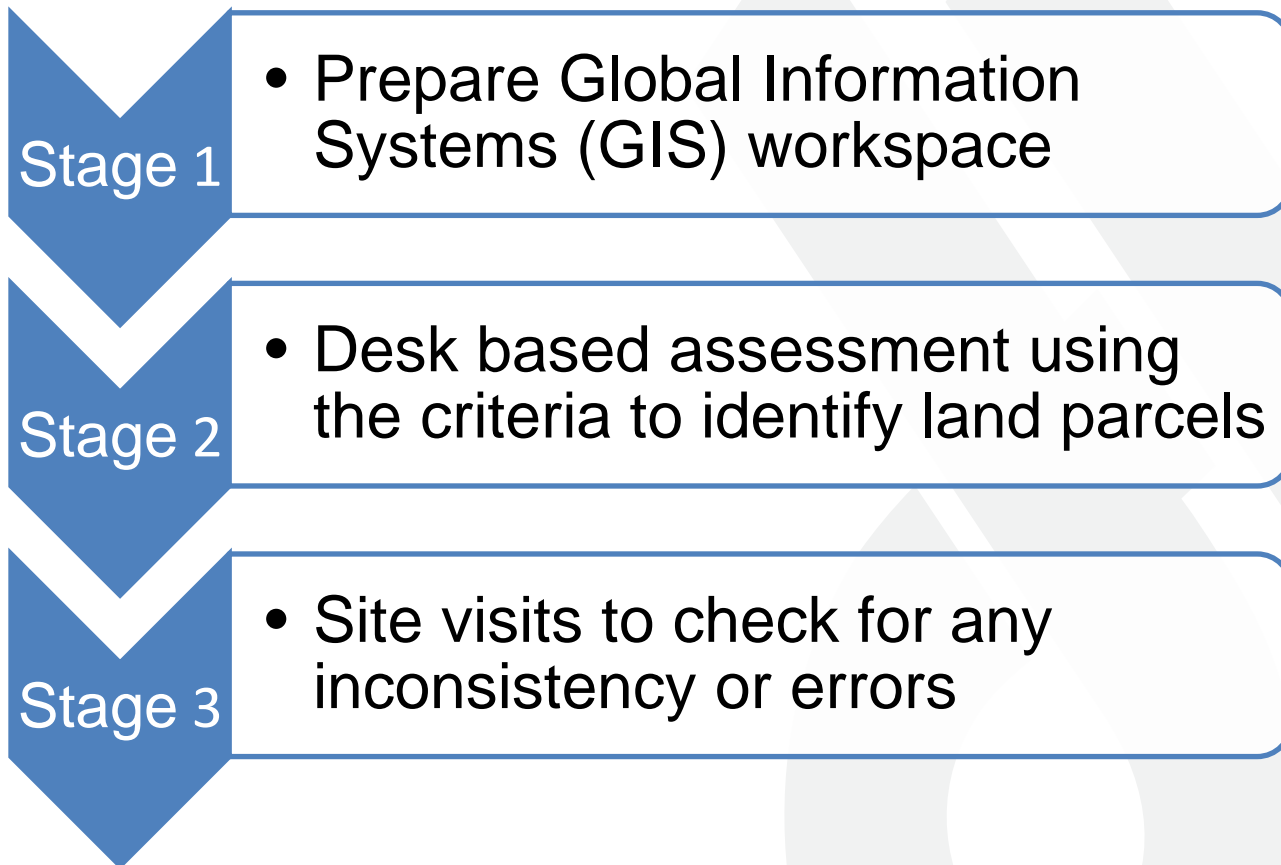 Stage 1
• Prepare Global Information
Systems (GIS) workspace
Stage 2
• Desk based assessment using
the criteria to identify land parcels
Stage 3
• Site visits to check for any
inconsistency or errors